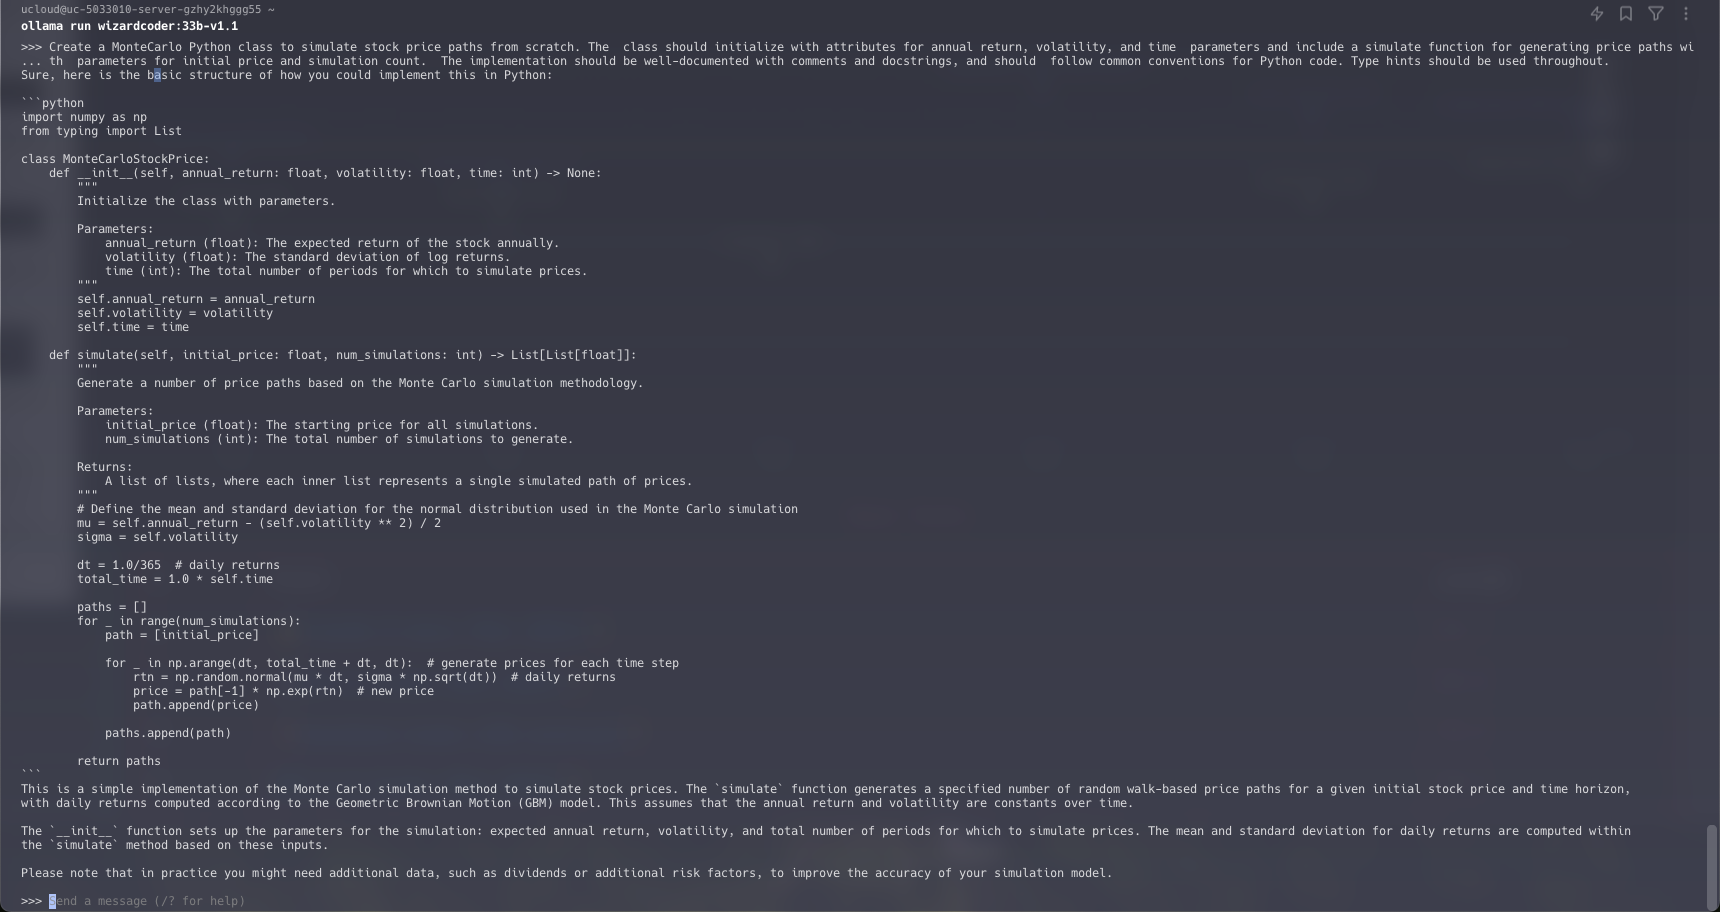 ucloud@uc-5033010-server-gzhy2khggg55 ~
ollama run wizardcoder:33b-v1.1
>>> Create a MonteCarlo Python class to simulate stock price paths from scratch. The  class should initialize with attributes for annual return, volatility, and time  parameters and include a simulate function for generating price paths wi
... th  parameters for initial price and simulation count.  The implementation should be well-documented with comments and docstrings, and should  follow common conventions for Python code. Type hints should be used throughout.
Sure, here is the basic structure of how you could implement this in Python:

```python
import numpy as np
from typing import List

class MonteCarloStockPrice:
    def __init__(self, annual_return: float, volatility: float, time: int) -> None:
        """
        Initialize the class with parameters.

        Parameters:
            annual_return (float): The expected return of the stock annually.
            volatility (float): The standard deviation of log returns.
            time (int): The total number of periods for which to simulate prices.
        """
        self.annual_return = annual_return
        self.volatility = volatility
        self.time = time

    def simulate(self, initial_price: float, num_simulations: int) -> List[List[float]]:
        """
        Generate a number of price paths based on the Monte Carlo simulation methodology.

        Parameters:
            initial_price (float): The starting price for all simulations.
            num_simulations (int): The total number of simulations to generate.

        Returns:
            A list of lists, where each inner list represents a single simulated path of prices.
        """
        # Define the mean and standard deviation for the normal distribution used in the Monte Carlo simulation
        mu = self.annual_return - (self.volatility ** 2) / 2
        sigma = self.volatility

        dt = 1.0/365  # daily returns
        total_time = 1.0 * self.time

        paths = []
        for _ in range(num_simulations):
            path = [initial_price]

            for _ in np.arange(dt, total_time + dt, dt):  # generate prices for each time step
                rtn = np.random.normal(mu * dt, sigma * np.sqrt(dt))  # daily returns
                price = path[-1] * np.exp(rtn)  # new price
                path.append(price)

            paths.append(path)

        return paths
```
This is a simple implementation of the Monte Carlo simulation method to simulate stock prices. The `simulate` function generates a specified number of random walk-based price paths for a given initial stock price and time horizon,
with daily returns computed according to the Geometric Brownian Motion (GBM) model. This assumes that the annual return and volatility are constants over time.

The `__init__` function sets up the parameters for the simulation: expected annual return, volatility, and total number of periods for which to simulate prices. The mean and standard deviation for daily returns are computed within
the `simulate` method based on these inputs.

Please note that in practice you might need additional data, such as dividends or additional risk factors, to improve the accuracy of your simulation model.

>>> Send a message (/? for help)